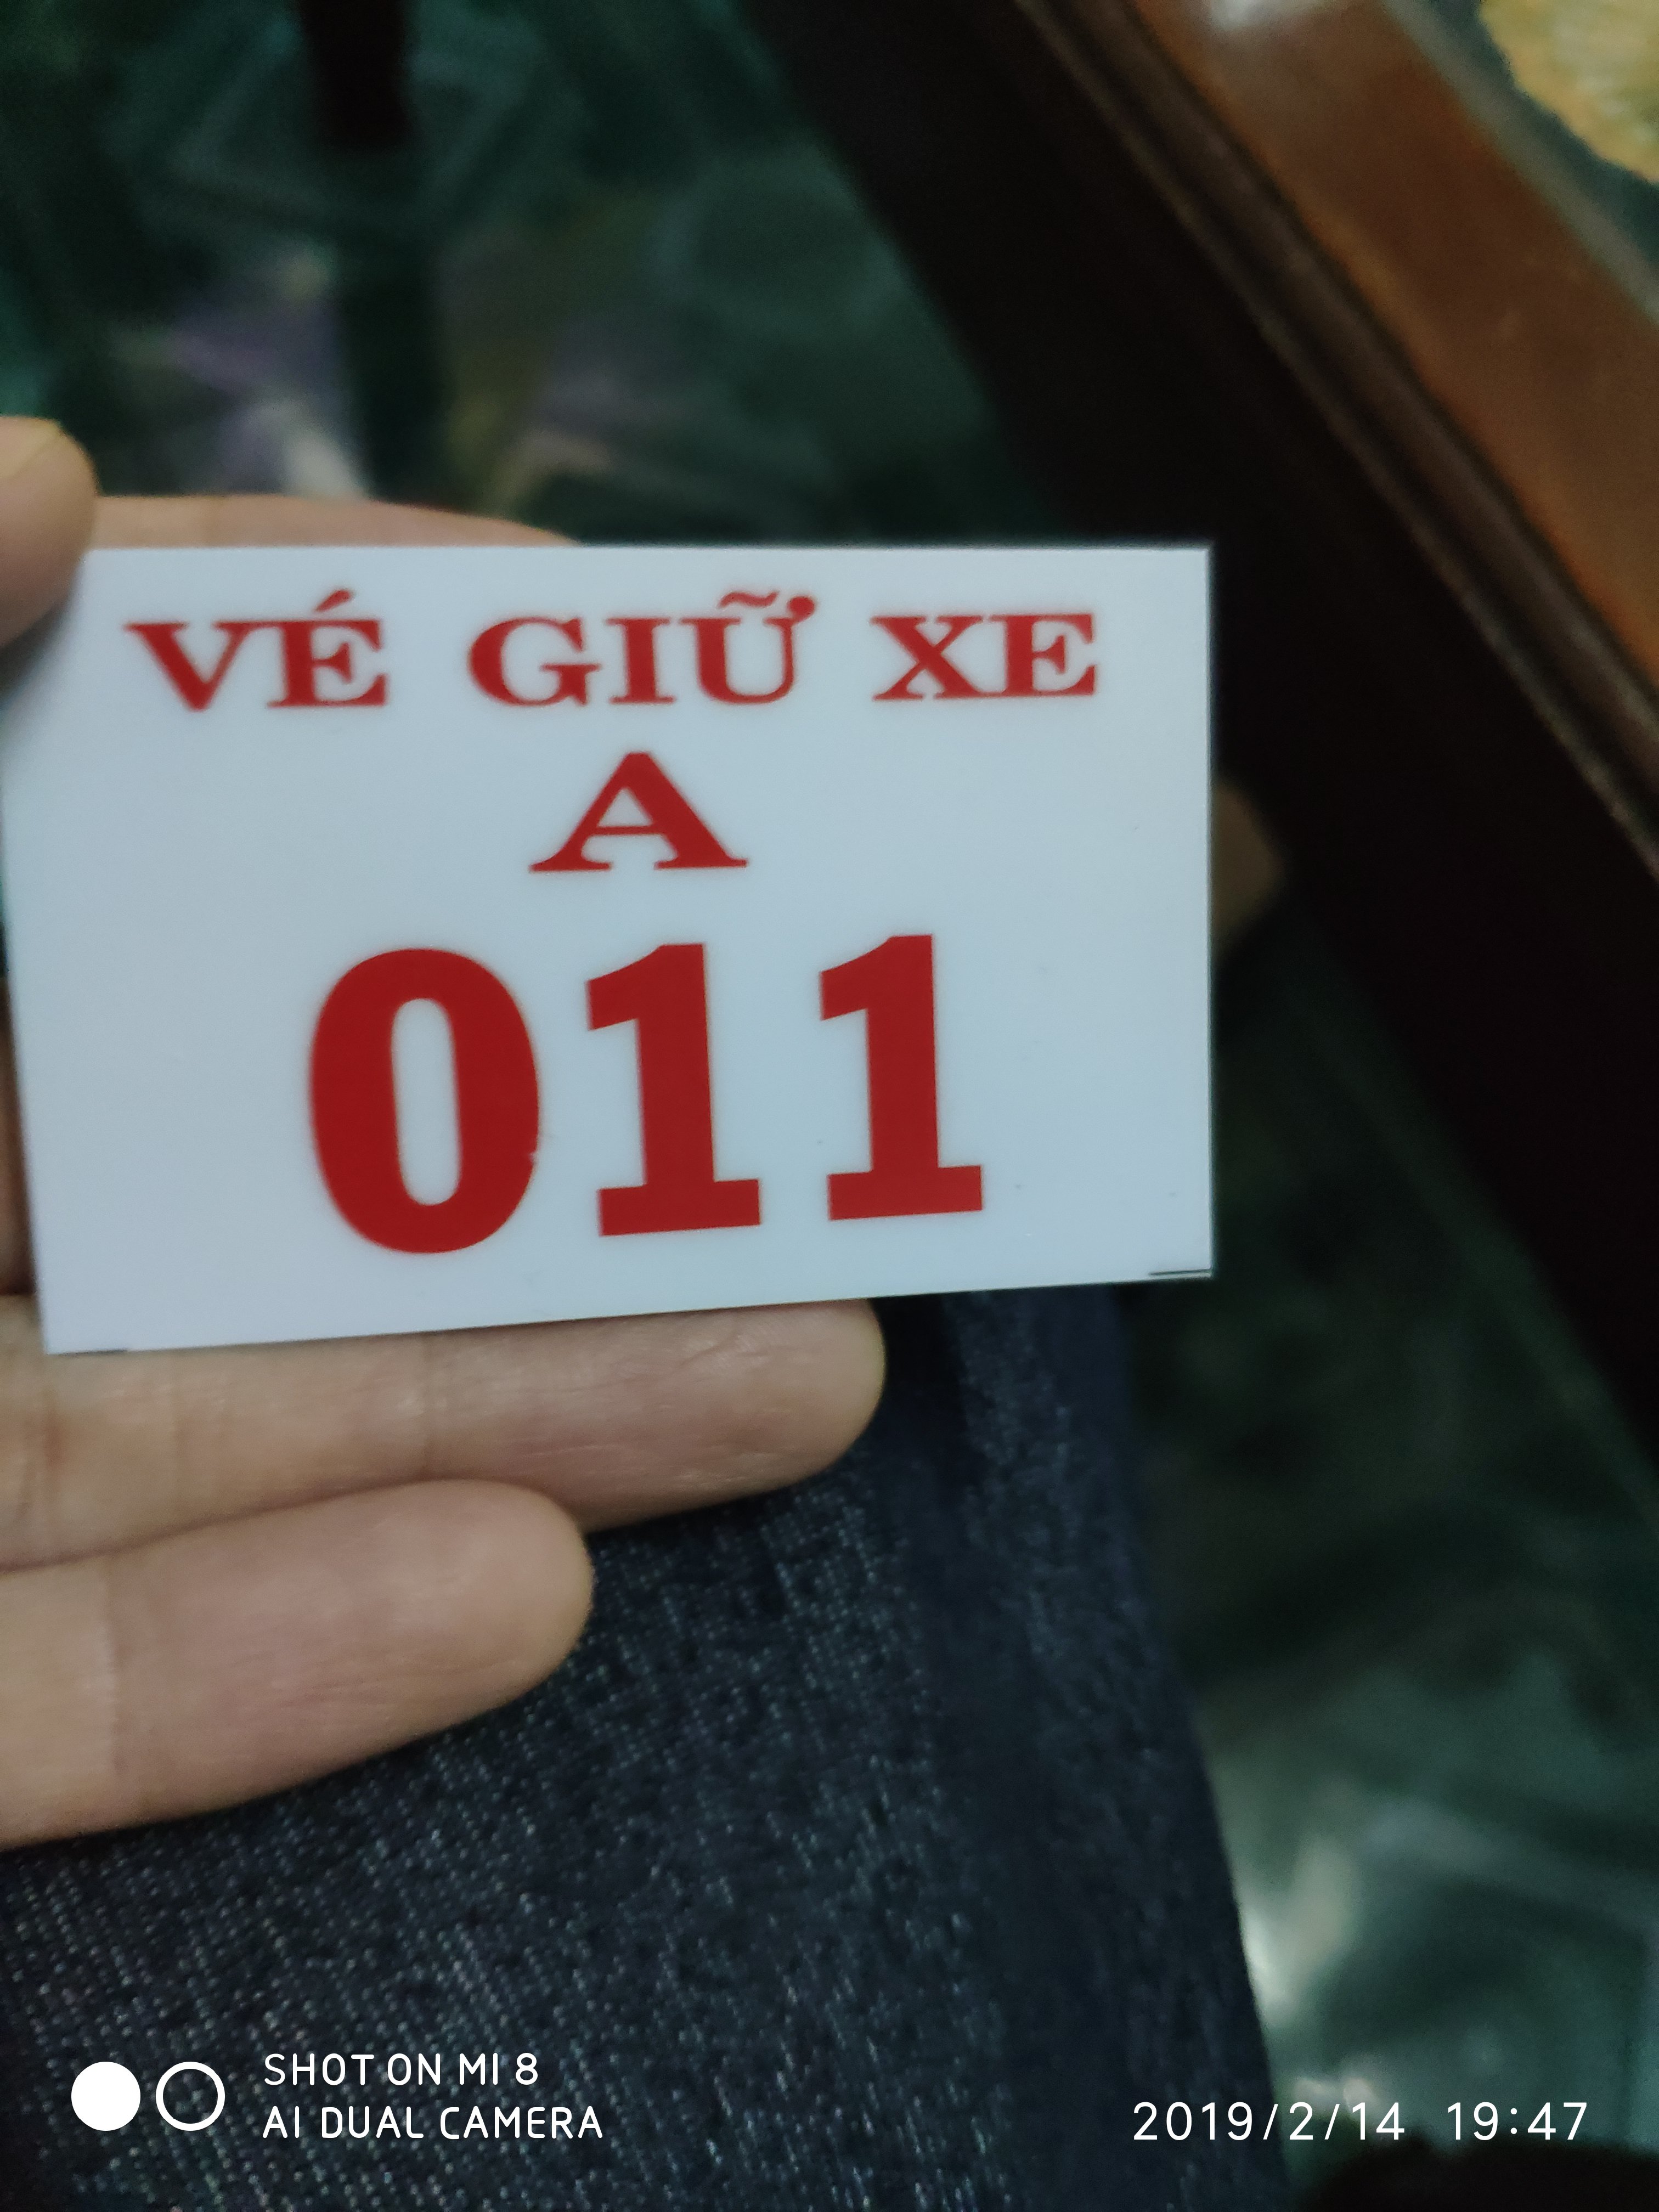 VÉ GIỮ XE
A
011
SHOT ON MI 8
AI DUAL CAMERA
2019/2/14 19:47